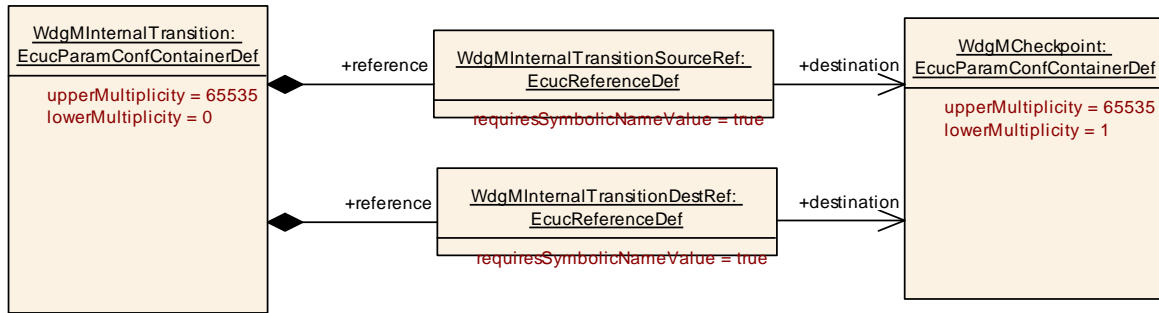 WdgMInternalTransition:
EcucParamConfContainerDef
upperMultiplicity = 65535
lowerMultiplicity = 0
+reference
WdgMInternalTransitionSourceRef:
EcucReferenceDef
requiresSymbolicNameValue = true
+destination
+reference
WdgMInternalTransitionDestRef:
EcucReferenceDef
requiresSymbolicNameValue = true
+destination
WdgMCheckpoint:
EcucParamConfContainerDef
upperMultiplicity = 65535
lowerMultiplicity = 1